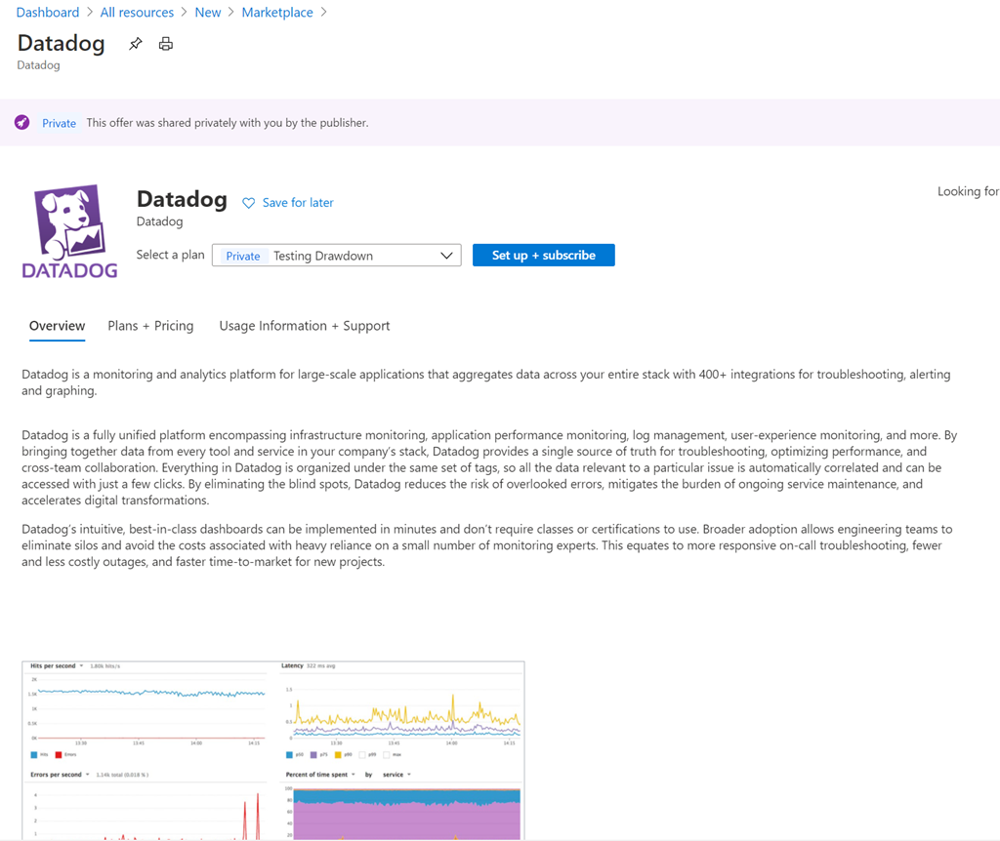 Dashboard > All resources > New > Marketplace >
Datadog
Datadog
Private This offer was shared privately with you by the publisher.
Looking for
DATADOG
Datadog Save for later
Datadog
Select a plan Private Testing Drawdown Set up + subscribe
Overview Plans + Pricing Usage Information + Support
Datadog is a monitoring and analytics platform for large-scale applications that aggregates data across your entire stack with 400+ integrations for troubleshooting, alerting
and graphing.
Datadog is a fully unified platform encompassing infrastructure monitoring, application performance monitoring, log management, user-experience monitoring, and more. By
bringing together data from every tool and service in your company's stack, Datadog provides a single source of truth for troubleshooting, optimizing performance, and
cross-team collaboration. Everything in Datadog is organized under the same set of tags, so all the data relevant to a particular issue is automatically correlated and can be
accessed with just a few clicks. By eliminating the blind spots, Datadog reduces the risk of overlooked errors, mitigates the burden of ongoing service maintenance, and
accelerates digital transformations.
Datadog's intuitive, best-in-class dashboards can be implemented in minutes and don't require classes or certifications to use. Broader adoption allows engineering teams to
eliminate silos and avoid the costs associated with heavy reliance on a small number of monitoring experts. This equates to more responsive on-call troubleshooting, fewer
and less costly outages, and faster time-to-market for new projects.
Hits per second 1.80k hits/s
2K
1.5K
1K
0.5K
0K
13:30 13:45 14:00 14:15
Hits Errors
Latency 522 ms avg
1.5
1
0.5
0
13:30 13:45 14:00 14:15
p50 p75 p90 p99 max
Errors per second 1.14k total (0.018 %)
4
3
2
1
Percent of time spent by service
100
80
60
40
20